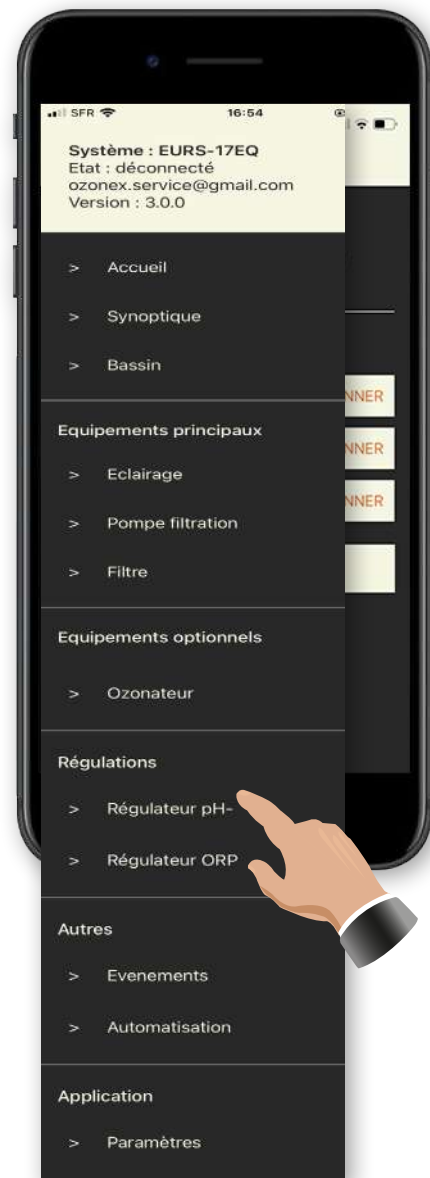 SFR 16:54
Système : EURS-17EQ
Etat : déconnecté
ozonex.service@gmail.com
Version : 3.0.0
> Accueil
> Synoptique
> Bassin
NNER
Equipements principaux
NNER
> Eclairage
NNER
> Pompe filtration
> Filtre
Equipements optionnels
> Ozonateur
Régulations
> Régulateur pH-
> Régulateur ORP
Autres
> Evenements
> Automatisation
Application
> Paramètres